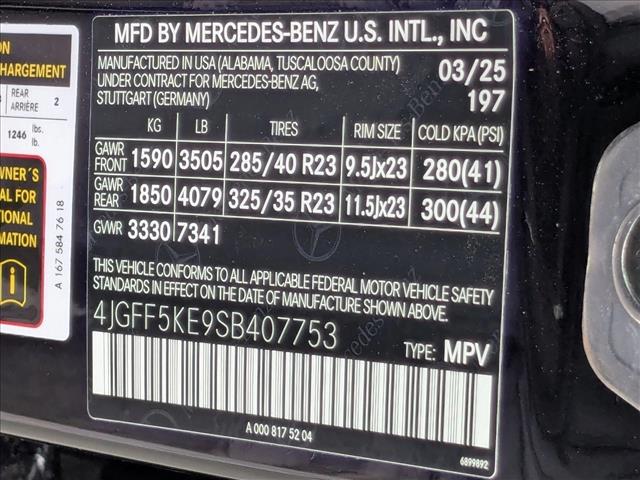 ON
CHARGEMENT
REAR
ARRIÈRE 2
1246 lbs.
lb.
OWNER´S
AL FOR
TIONAL
MATION
A 167 584 76 18
MFD BY MERCEDES-BENZ U.S. INTL., INC
MANUFACTURED IN USA (ALABAMA, TUSCALOOSA COUNTY) 03/25
UNDER CONTRACT FOR MERCEDES-BENZ AG,
STUTTGART (GERMANY) 197
KG LB TIRES RIM SIZE COLD KPA(PSI)
GAWR
FRONT 1590 3505 285/40 R23 9.5Jx23 280(41)
GAWR
REAR 1850 4079 325/35 R23 11.5Jx23 300(44)
GVWR 3330 7341
THIS VEHICLE CONFORMS TO ALL APPLICABLE FEDERAL MOTOR VEHICLE SAFETY
STANDARDS IN EFFECT ON THE DATE OF MANUFACTURE SHOWN ABOVE.
4JGFF5KE9SB407753
TYPE: MPV
A 000 817 52 04
6899892